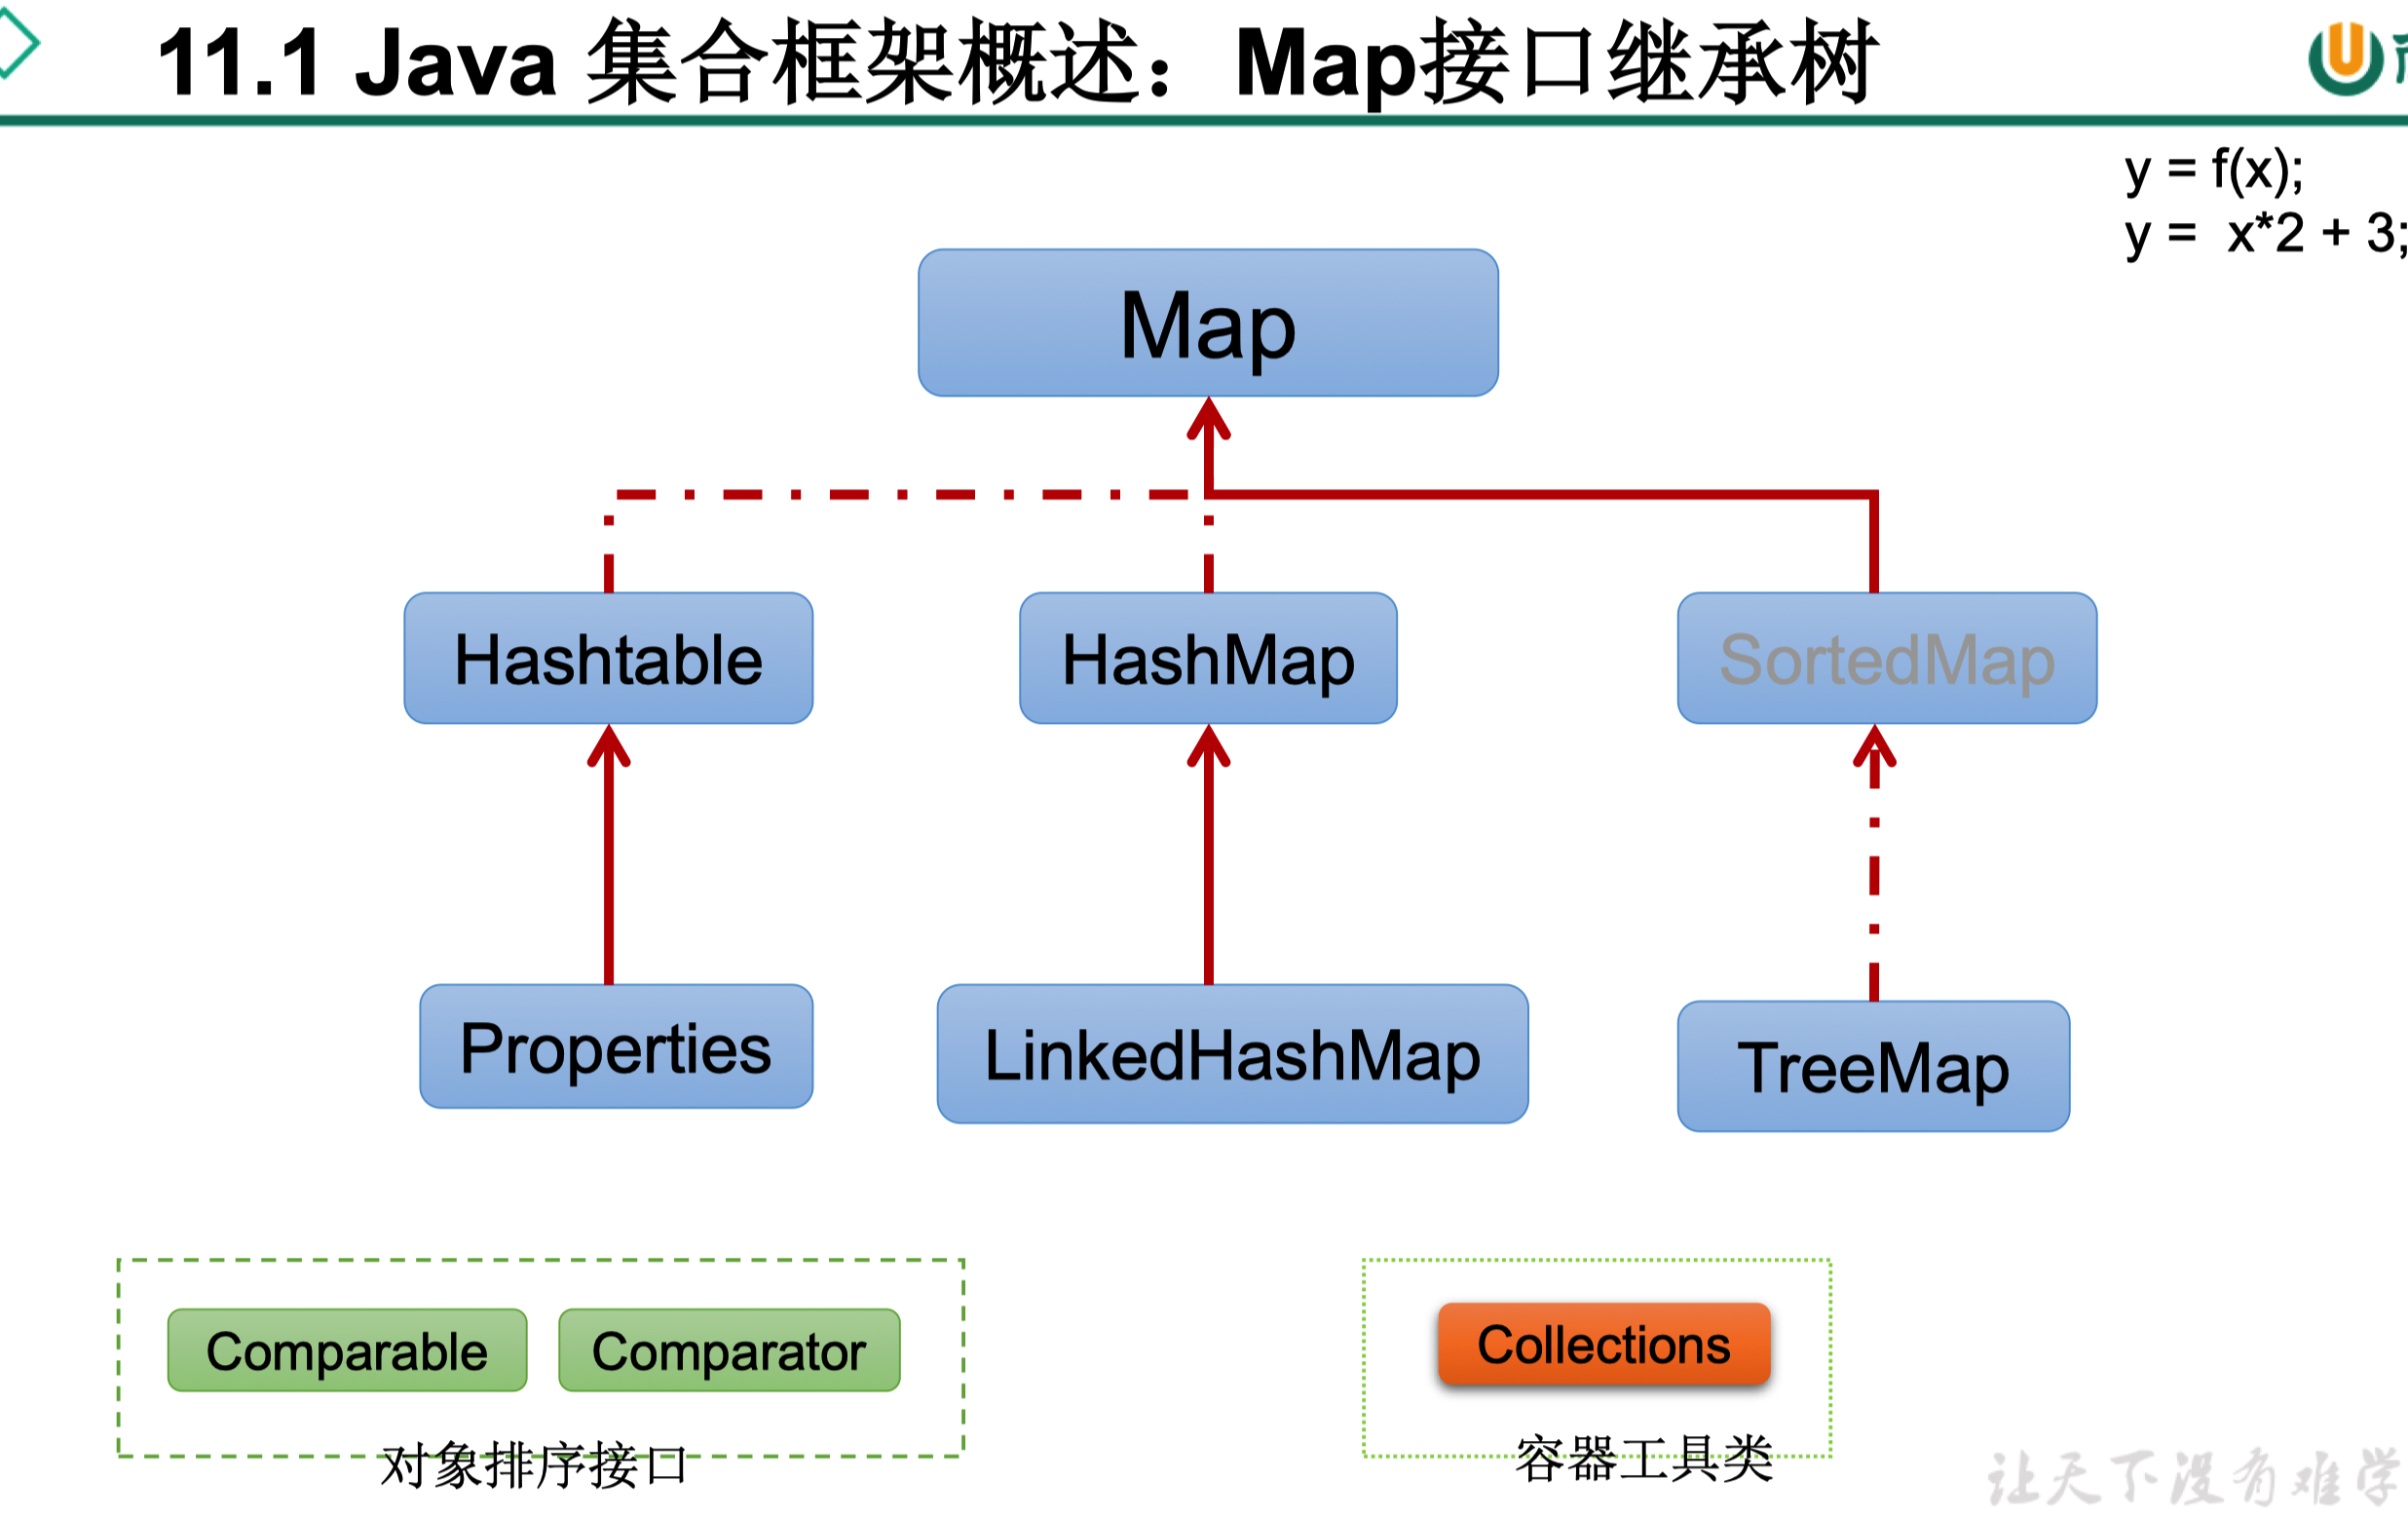 11.1 Java 集合框架概述： Map接口继承树
y = f(x);
y = x*2 + 3;
Map
Hashtable
HashMap
SortedMap
Properties
LinkedHashMap
TreeMap
Comparable
Comparator
Collections
对象排序接口
容器工具类
让天下没有难学